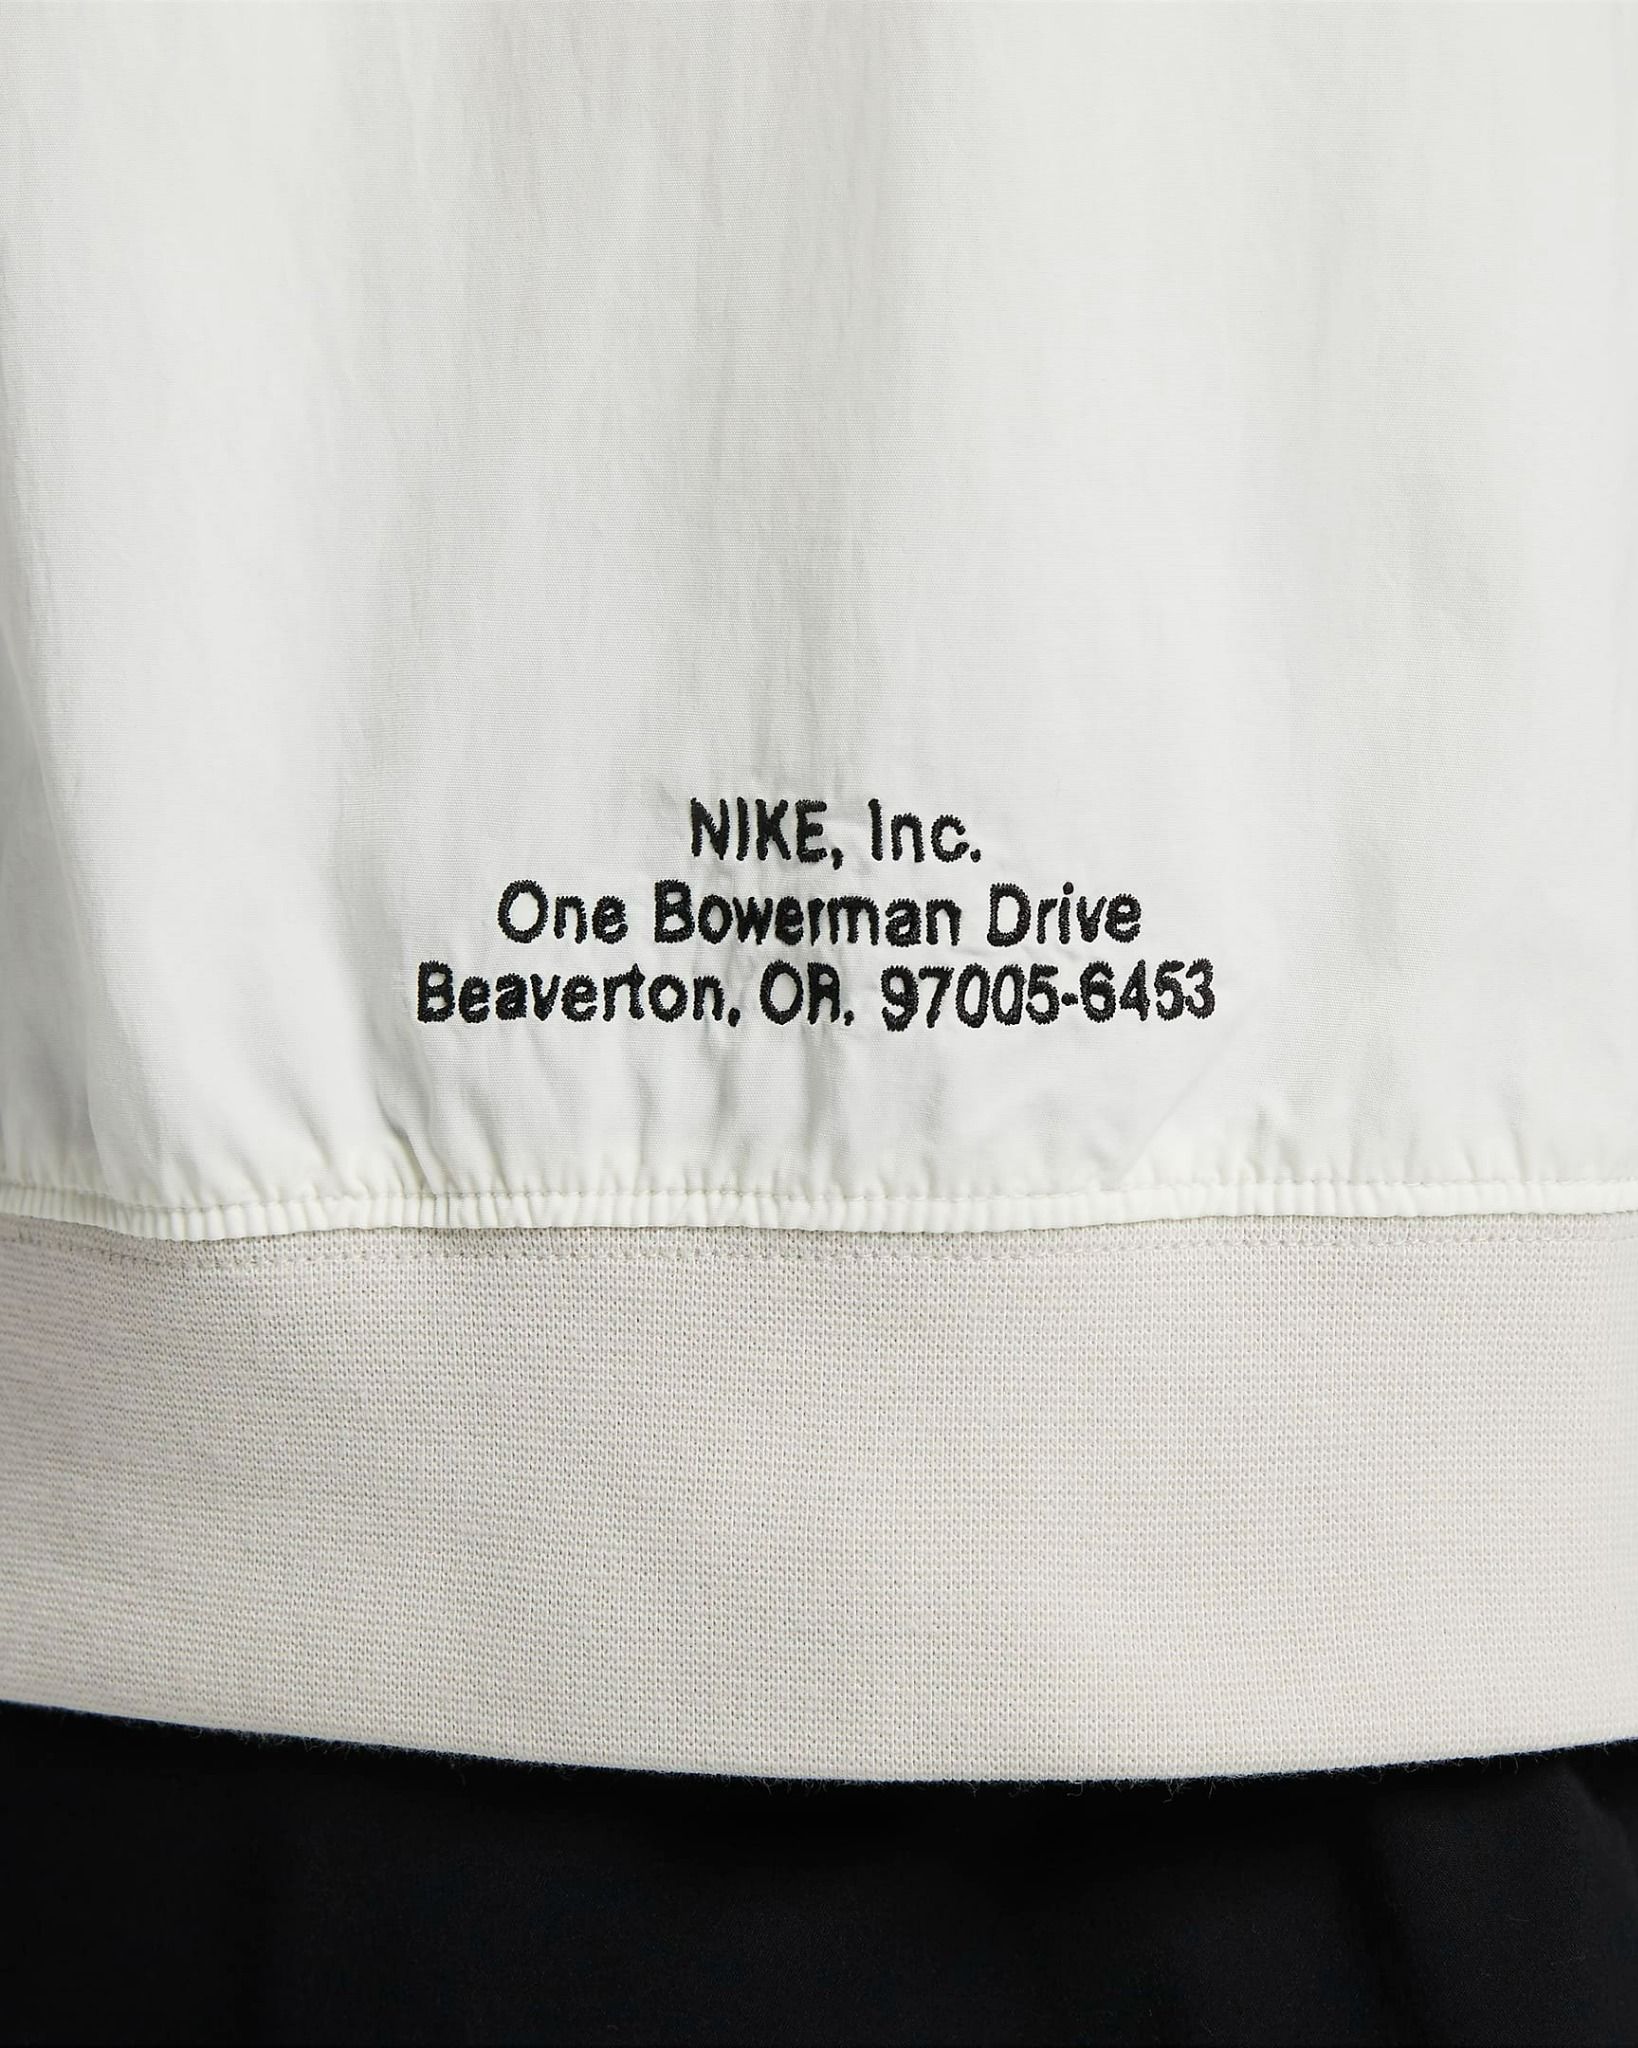 NIKE, Inc.
One Bowerman Drive
Beaverton, OR. 97005-6453